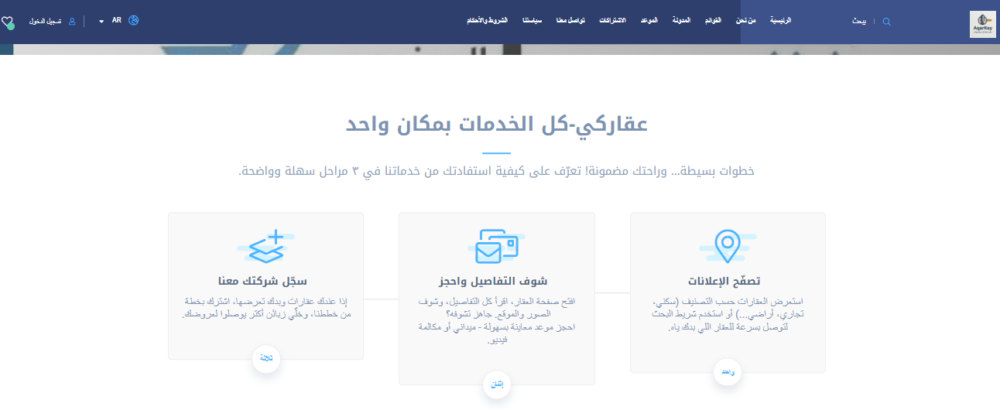 AqarKey
يبحث
الرئيسية
من نحن
القوائم
المدونة
الموعد
الاشتراكات
تواصل معنا
سياستنا
الشروط والأحكام
AR
تسجيل الدخول
عقاركي-كل الخدمات بمكان واحد
خطوات بسيطة... وراحتك مضمونة! تعرّف على كيفية استفادتك من خدماتنا في ٣ مراحل سهلة وواضحة.
تصفّح الإعلانات
استعرض العقارات حسب التصنيف (سكني،
تجاري، أراضي...) أو استخدم شريط البحث
لتوصل بسرعة للعقار اللي بدك ياه.
واحد
شوف التفاصيل واحجز
افتح صفحة العقار، اقرأ كل التفاصيل، وشوف
الصور والموقع. جاهز تشوفه؟
احجز موعد معاينة بسهولة - ميداني أو مكالمة
فيديو.
إثنان
سجّل شركتك معنا
إذا عندك عقارات وبدك تعرضها، اشترك بخطة
من خططنا، وخلّي زبائن أكتر يوصلوا لعروضك.
ثلاثة